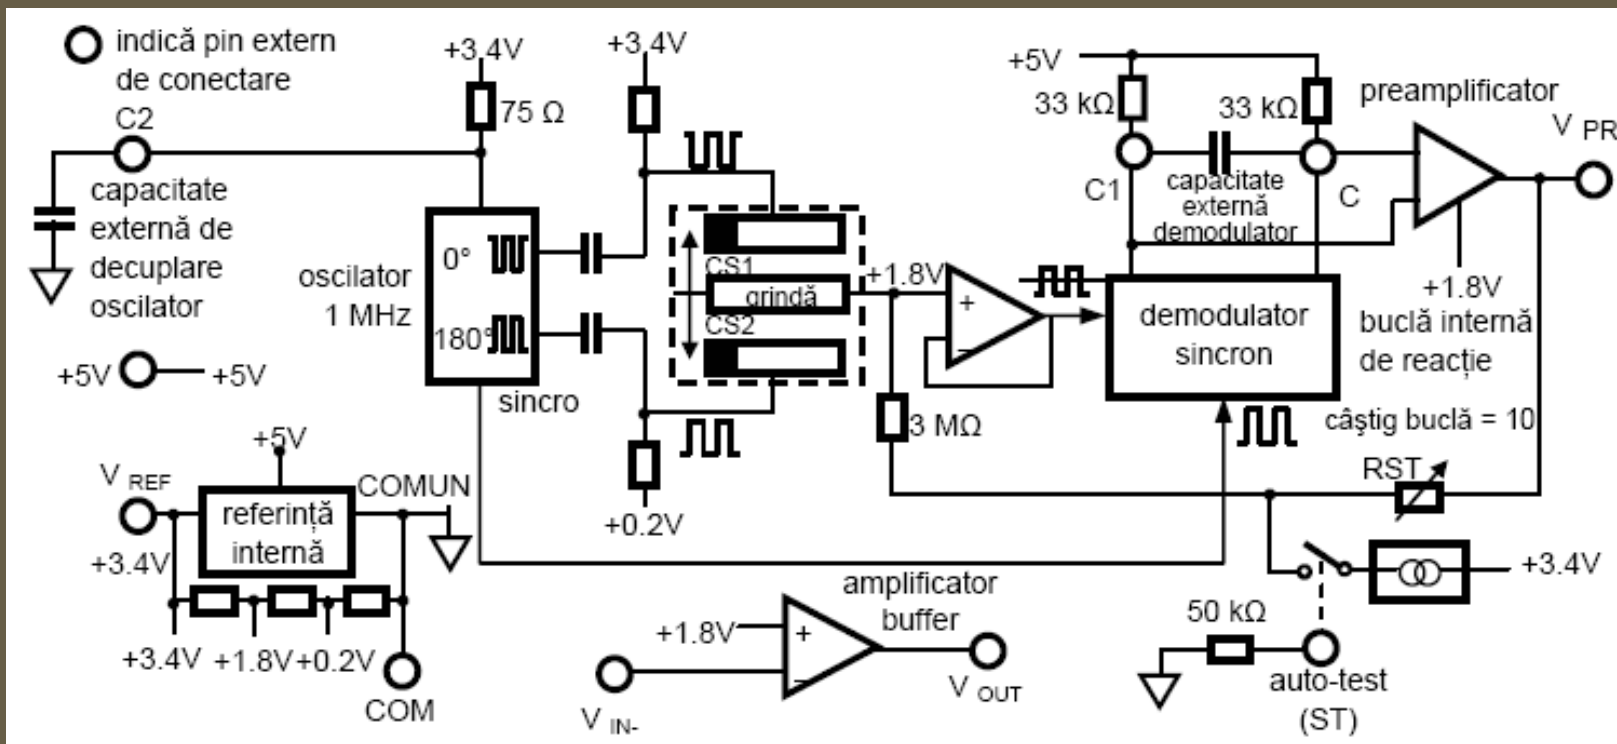 indică pin extern
de conectare
C2
+3.4V
75 Ω
+3.4V
capacitate
externă de
decuplare
oscilator
oscilator
1 MHz
0°
180°
sincro
+5V
+5V
CS1
grindă
CS2
+1.8V
+
−
3 MΩ
+0.2V
+5V
33 kΩ
33 kΩ
C1
capacitate
externă
demodulator
C
preamplificator
V PR
+1.8V
demodulator
sincron
buclă internă
de reacție
câștig buclă = 10
RST
+3.4V
50 kΩ
auto-test
(ST)
+5V
V REF
COMUN
referință
internă
+3.4V
+3.4V
+1.8V
+0.2V
COM
amplificator
buffer
+1.8V
+
−
V IN-
V OUT